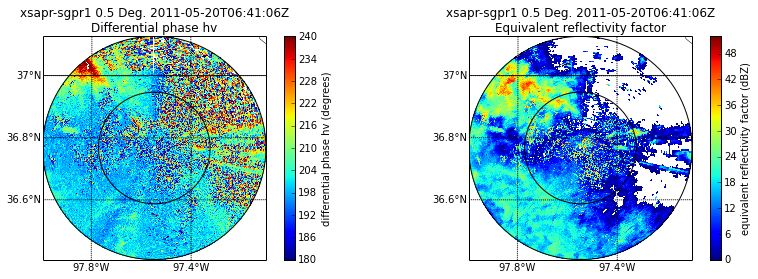 xsapr-sgpr1 0.5 Deg. 2011-05-20T06:41:06Z
Differential phase hv
37°N
36.8°N
36.6°N
97.8°W
97.4°W
240
234
228
222
216
210
204
198
192
186
180
differential phase hv (degrees)
xsapr-sgpr1 0.5 Deg. 2011-05-20T06:41:06Z
Equivalent reflectivity factor
37°N
36.8°N
36.6°N
97.8°W
97.4°W
48
42
36
30
24
18
12
6
0
equivalent reflectivity factor (dBZ)